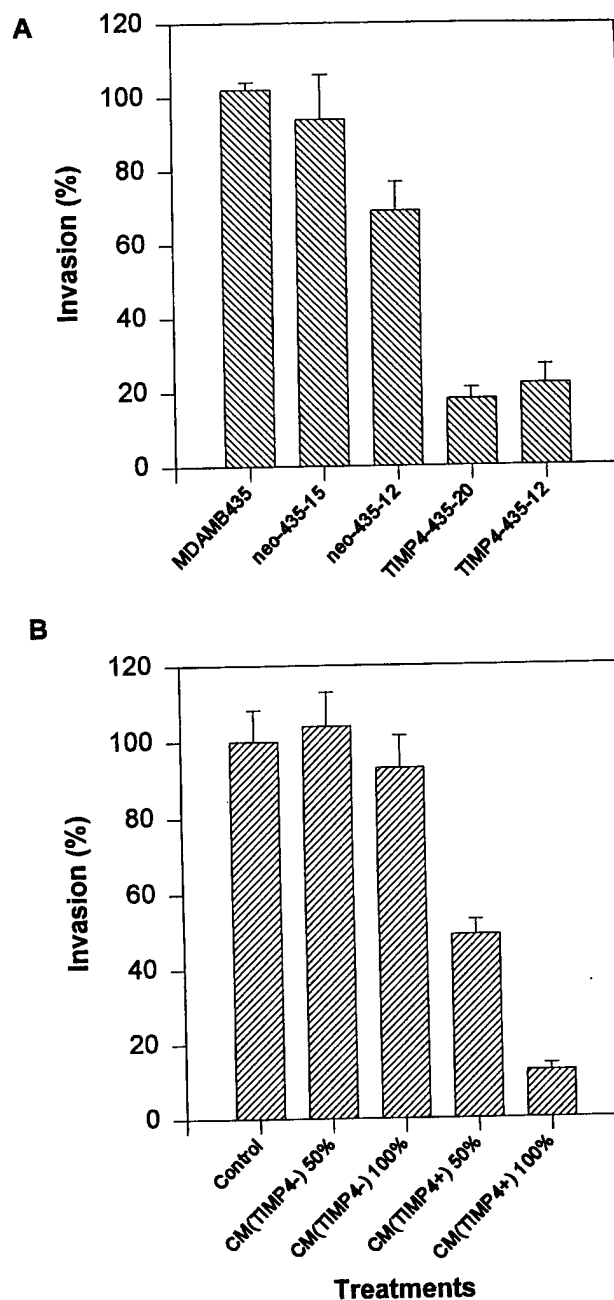 A
120
100
80
60
40
20
0
Invasion (%)
MDAMB435
neo-435-15
neo-435-12
TIMP4-435-20
TIMP4-435-12
B
120
100
80
60
40
20
0
Invasion (%)
Control
CM(TIMP4-) 50%
CM(TIMP4-) 100%
CM(TIMP4+) 50%
CM(TIMP4+) 100%
Treatments